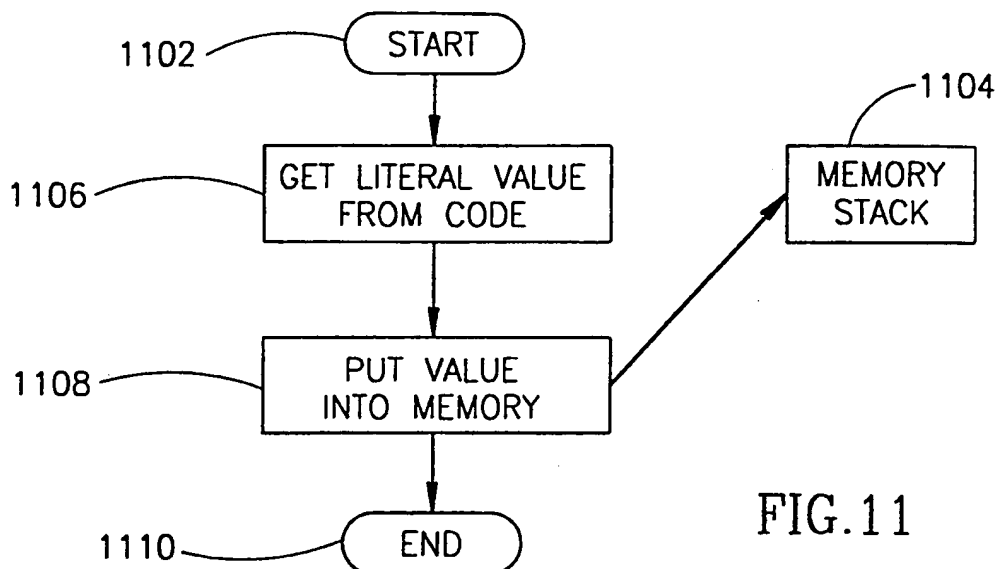 1102
START
1104
1106
GET LITERAL VALUE
FROM CODE
MEMORY
STACK
1108
PUT VALUE
INTO MEMORY
1110
END
FIG.11